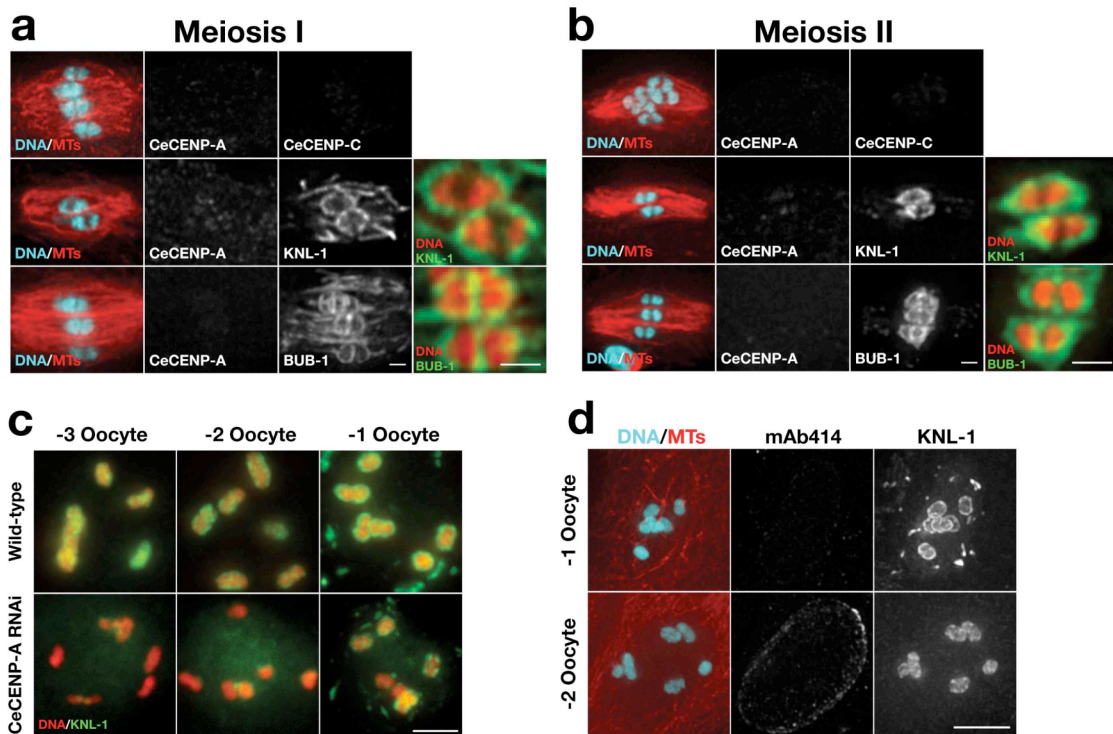 a
Meiosis I
DNA/MTs
CeCENP-A
CeCENP-C
DNA/MTs
CeCENP-A
KNL-1
DNA
KNL-1
DNA/MTs
CeCENP-A
BUB-1
DNA
BUB-1
b
Meiosis II
DNA/MTs
CeCENP-A
CeCENP-C
DNA/MTs
CeCENP-A
KNL-1
DNA
KNL-1
DNA/MTs
CeCENP-A
BUB-1
DNA
BUB-1
c
-3 Oocyte
-2 Oocyte
-1 Oocyte
Wild-type
CeCENP-A RNAi
DNA/KNL-1
d
DNA/MTs
mAb414
KNL-1
-1 Oocyte
-2 Oocyte